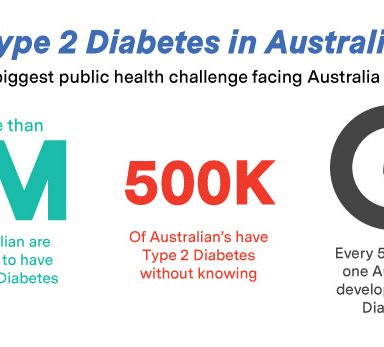 ype 2 Diabetes in Australi
biggest public health challenge facing Australia
e than
M
lian are
to have
Diabetes
500K
Of Australian's have
Type 2 Diabetes
without knowing
Every 5
one Au
develop
Dia